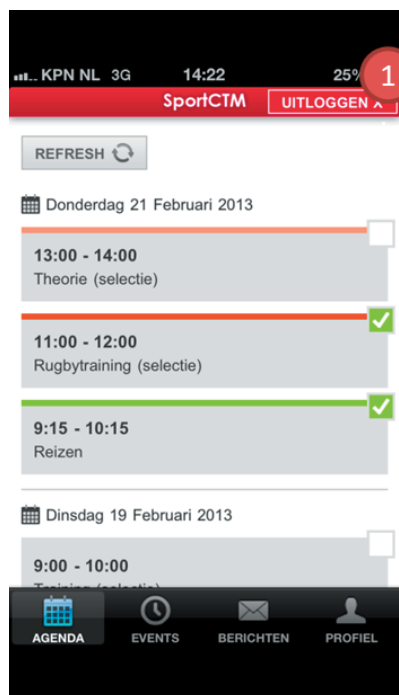 KPN NL 3G 14:22 25%
1
SportCTM UITLOGGEN X
REFRESH
Donderdag 21 Februari 2013
13:00 - 14:00
Theorie (selectie)
11:00 - 12:00
Rugbytraining (selectie)
9:15 - 10:15
Reizen
Dinsdag 19 Februari 2013
9:00 - 10:00
Training (selectie)
AGENDA EVENTS BERICHTEN PROFIEL